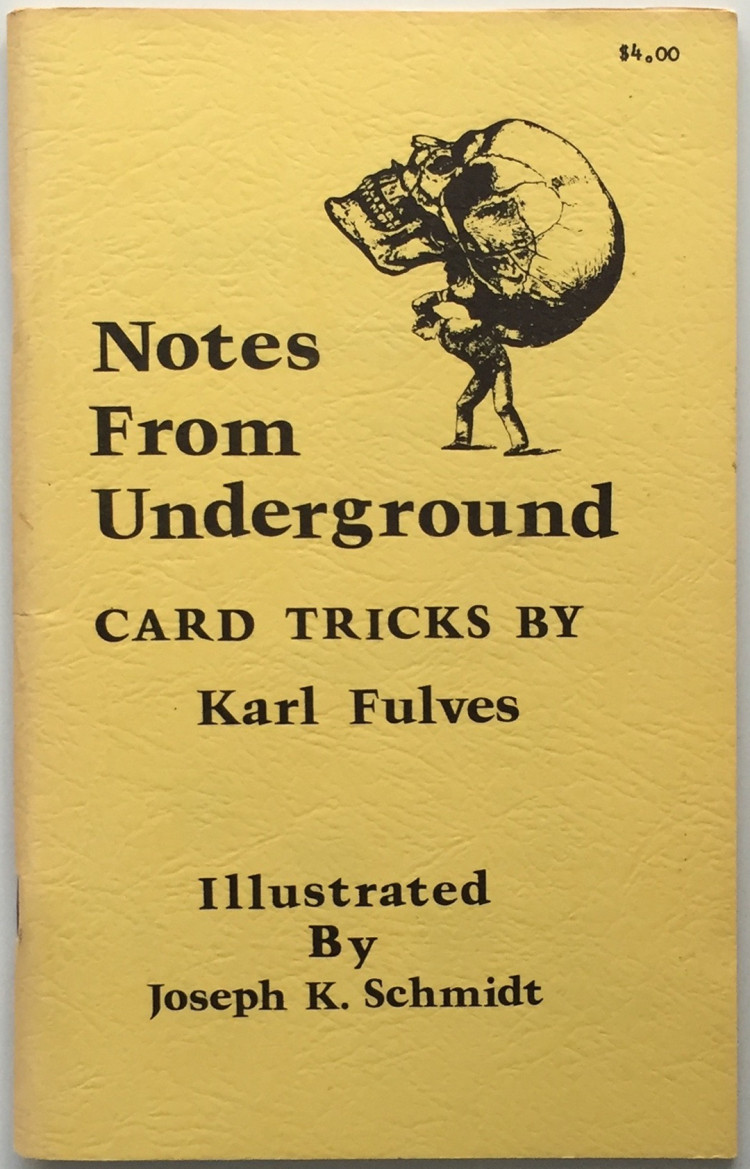 $4.00
Notes
From
Underground
CARD TRICKS BY
Karl Fulves
Illustrated
By
Joseph K. Schmidt